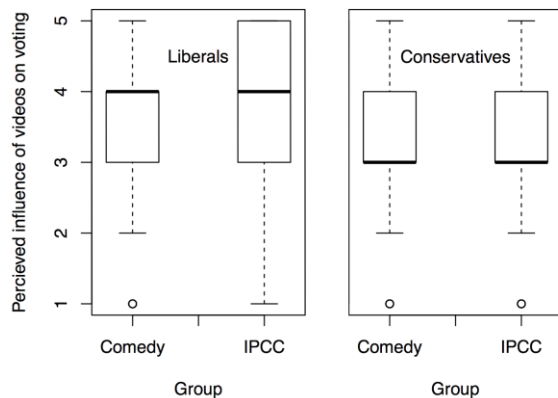 Percieved influence of videos on voting
5
4
3
2
1
Liberals
Conservatives
Comedy
IPCC
Comedy
IPCC
Group
Group